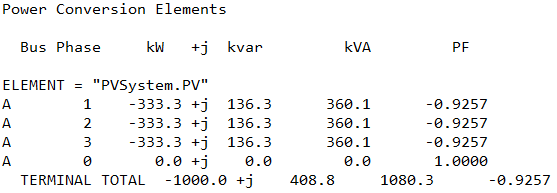 Power Conversion Elements
Bus Phase kW +j kvar kVA PF
ELEMENT = "PVSystem.PV"
A 1 -333.3 +j 136.3 360.1 -0.9257
A 2 -333.3 +j 136.3 360.1 -0.9257
A 3 -333.3 +j 136.3 360.1 -0.9257
A 0 0.0 +j 0.0 0.0 1.0000
TERMINAL TOTAL -1000.0 +j 408.8 1080.3 -0.9257